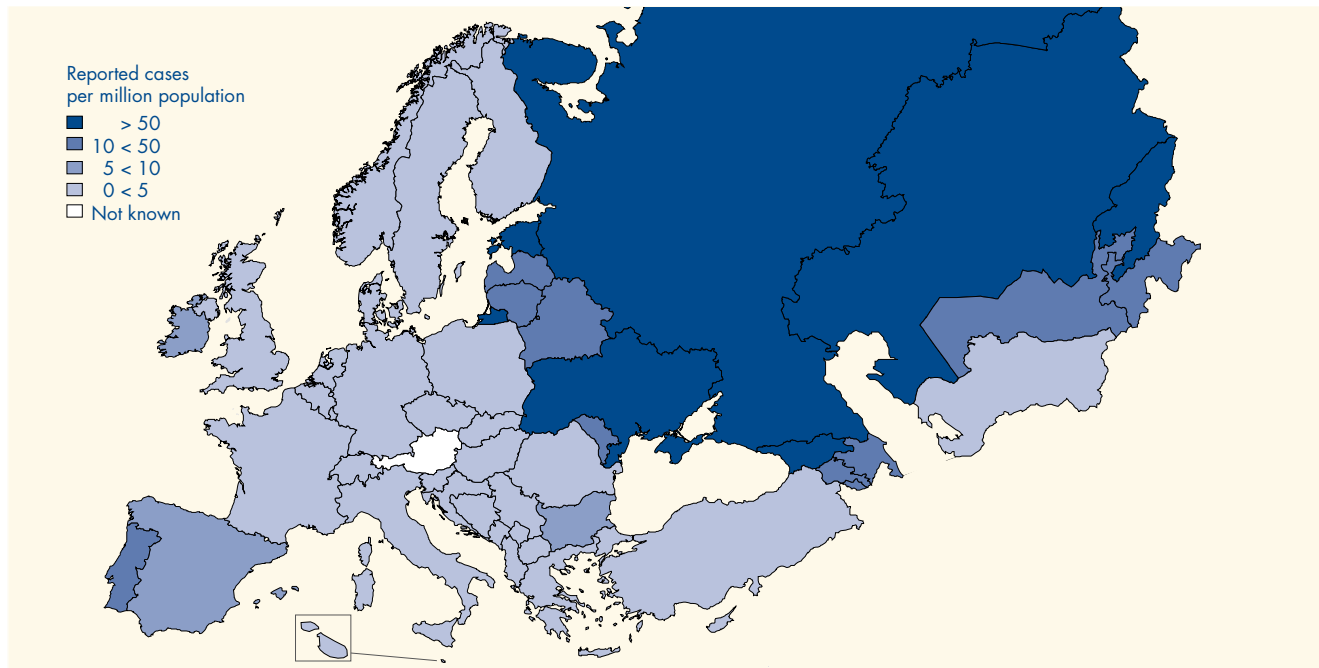 Reported cases
per million population
> 50
10 < 50
5 < 10
0 < 5
Not known